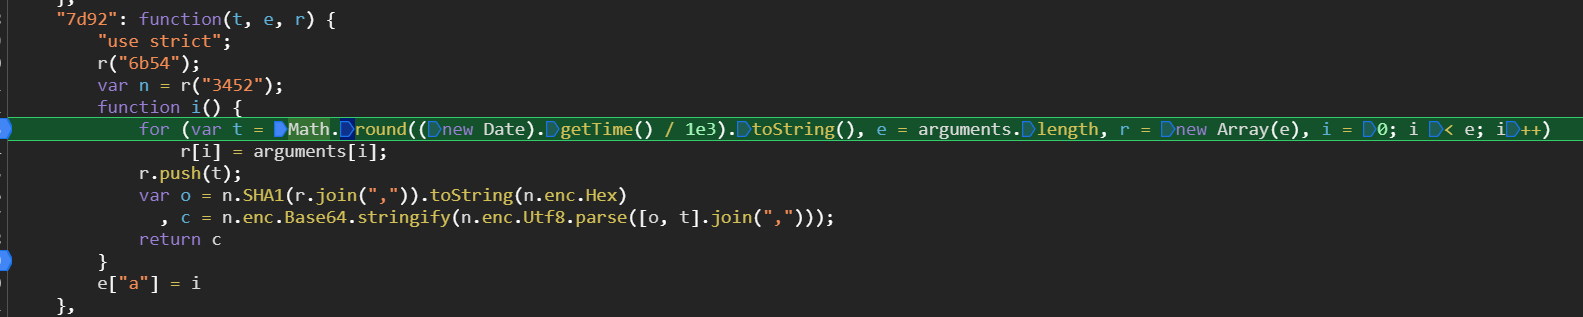 },
"7d92": function(t, e, r) {
"use strict";
r("6b54");
var n = r("3452");
function i() {
for (var t = Math.round((new Date).getTime() / 1e3).toString(), e = arguments.length, r = new Array(e), i = 0; i < e; i++)
r[i] = arguments[i];
r.push(t);
var o = n.SHA1(r.join(",")).toString(n.enc.Hex)
, c = n.enc.Base64.stringify(n.enc.Utf8.parse([o, t].join(",")));
return c
}
e["a"] = i
},